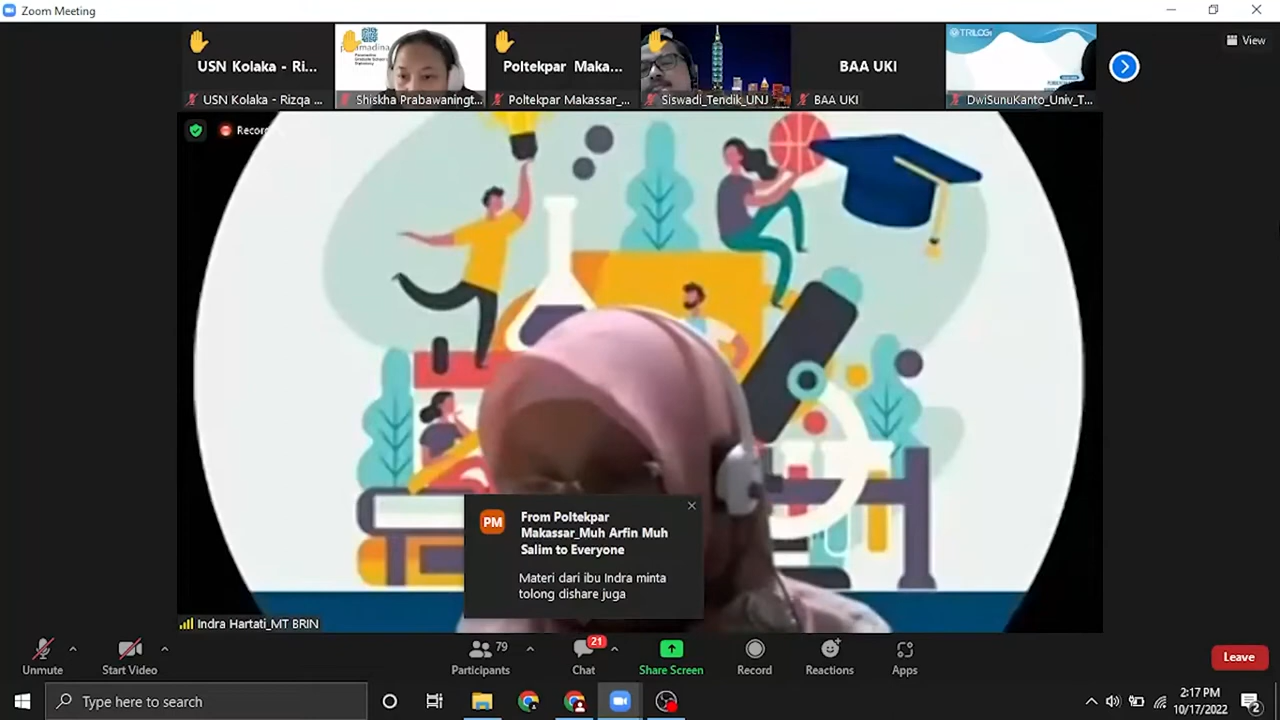 Zoom Meeting
View
USN Kolaka - Ri...
Poltekpar Maka...
BAA UKI
TRILOGI
USN Kolaka - Rizqa ...
Shiskha Prabawaningt...
Poltekpar Makassar_...
Siswadi_Tendik_UNJ
BAA UKI
DwiSunuKanto_Univ_T...
Recor
PM
From Poltekpar
Makassar_Muh Arfin Muh
Salim to Everyone
Materi dari ibu Indra minta
tolong dishare juga
Indra Hartati_MT BRIN
79
21
Unmute
Start Video
Participants
Chat
Share Screen
Record
Reactions
Apps
Leave
Type here to search
2:17 PM
10/17/2022
2